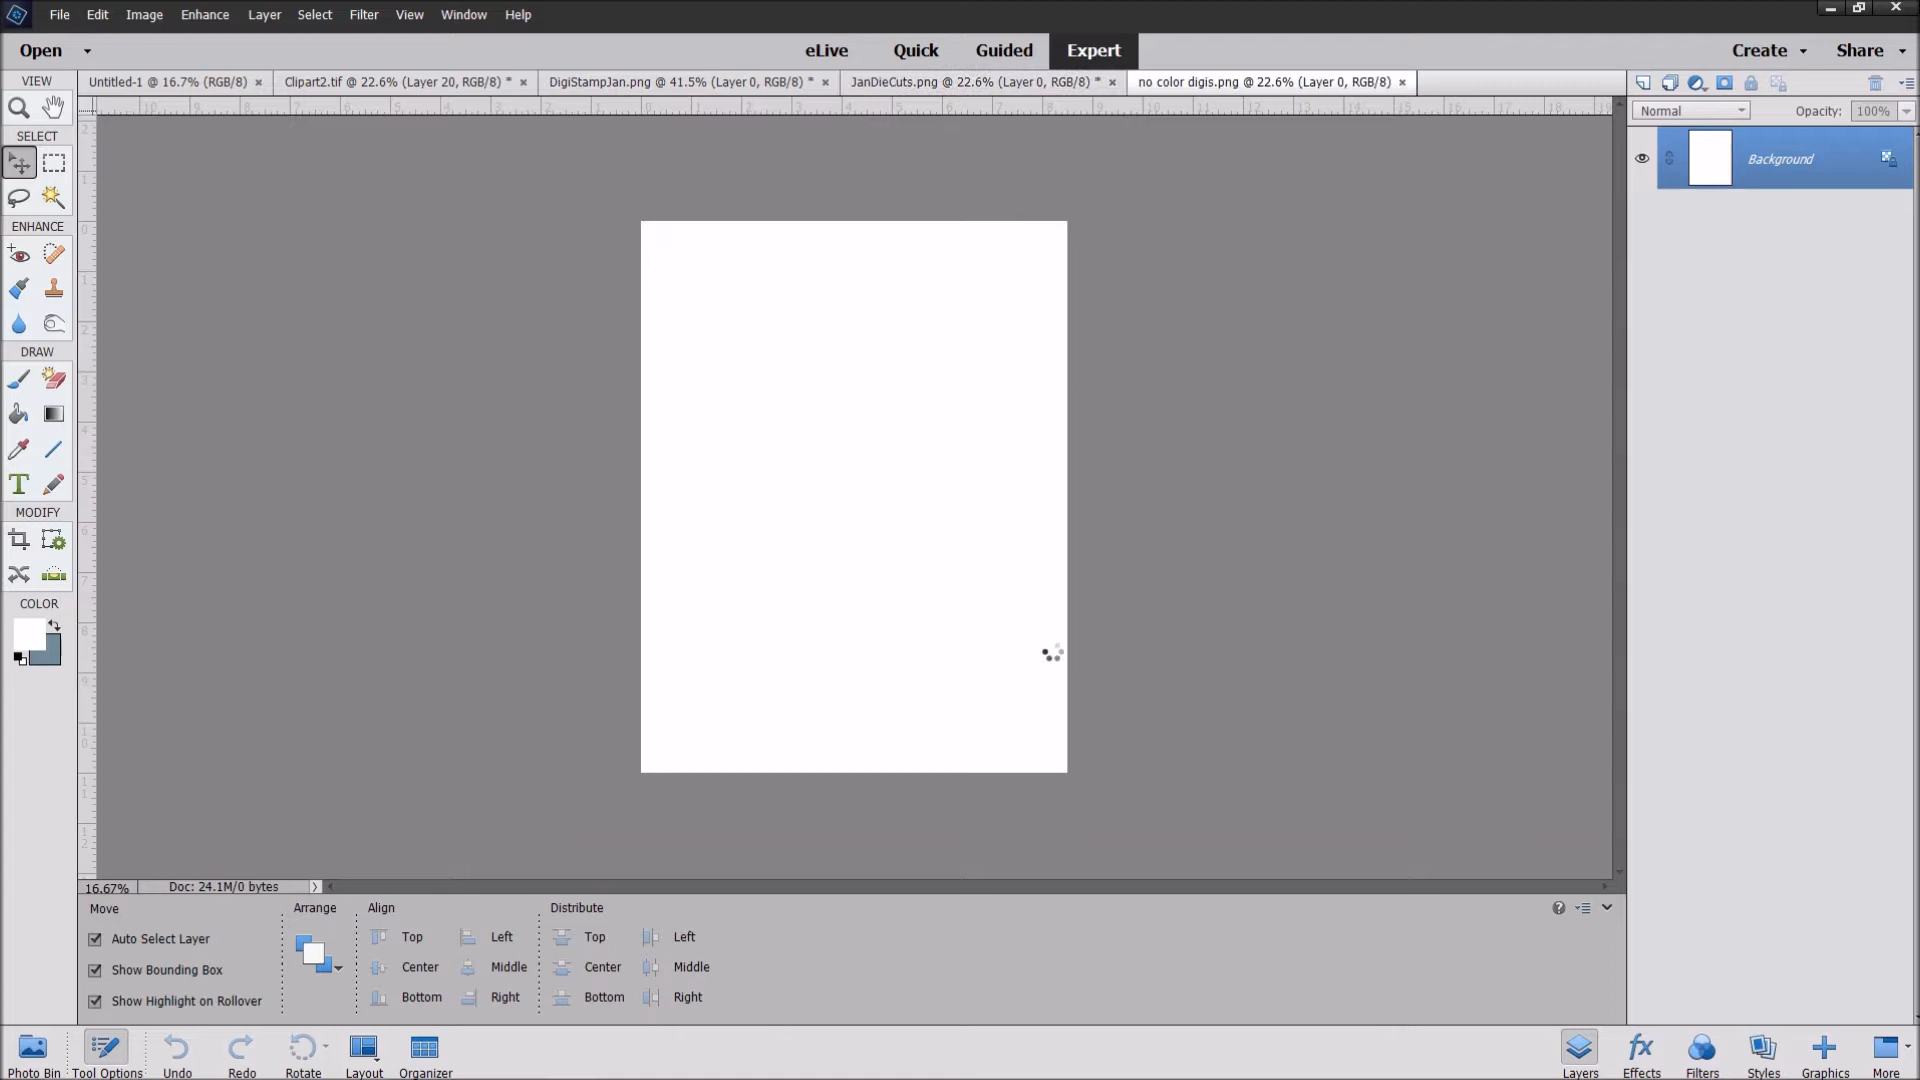 File Edit Image Enhance Layer Select Filter View Window Help
Open eLive Quick Guided Expert Create Share
VIEW
Untitled-1 @ 16.7% (RGB/8) × Clipart2.tif @ 22.6% (Layer 20, RGB/8) * × DigiStampJan.png @ 41.5% (Layer 0, RGB/8) * × JanDieCuts.png @ 22.6% (Layer 0, RGB/8) * × no color digis.png @ 22.6% (Layer 0, RGB/8) ×
Normal Opacity: 100%
SELECT
Background
ENHANCE
DRAW
MODIFY
COLOR
16.67% Doc: 24.1M/0 bytes
Move Arrange Align Distribute
Auto Select Layer Top Left Top Left
Show Bounding Box Center Middle Center Middle
Show Highlight on Rollover Bottom Right Bottom Right
Photo Bin Tool Options Undo Redo Rotate Layout Organizer Layers Effects Filters Styles Graphics More